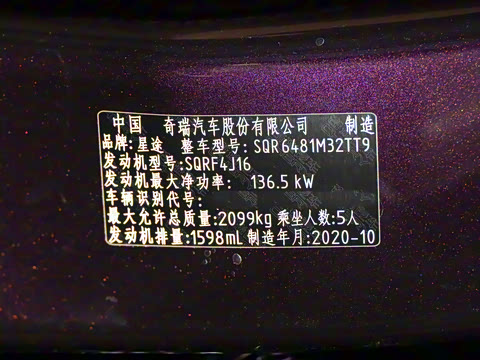 中国 奇瑞汽车股份有限公司 制造
品牌:星途 整车型号:SQR6481M32TT9
发动机型号:SQRF4J16
发动机最大净功率: 136.5 kW
车辆识别代号:
最大允许总质量:2099kg 乘坐人数:5人
发动机排量:1598mL 制造年月:2020-10